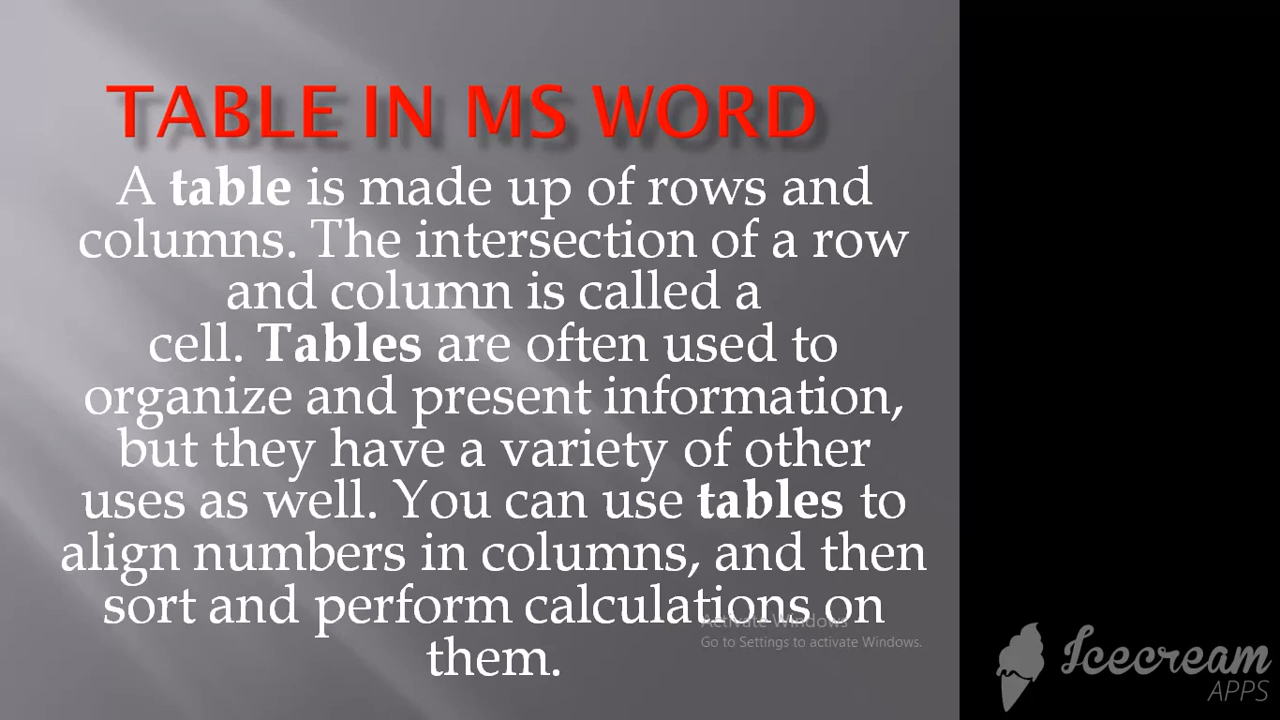 TABLE IN MS WORD
A table is made up of rows and
columns. The intersection of a row
and column is called a
cell. Tables are often used to
organize and present information,
but they have a variety of other
uses as well. You can use tables to
align numbers in columns, and then
sort and perform calculations on
them.
Activate Windows
Go to Settings to activate Windows.
Icecream
APPS